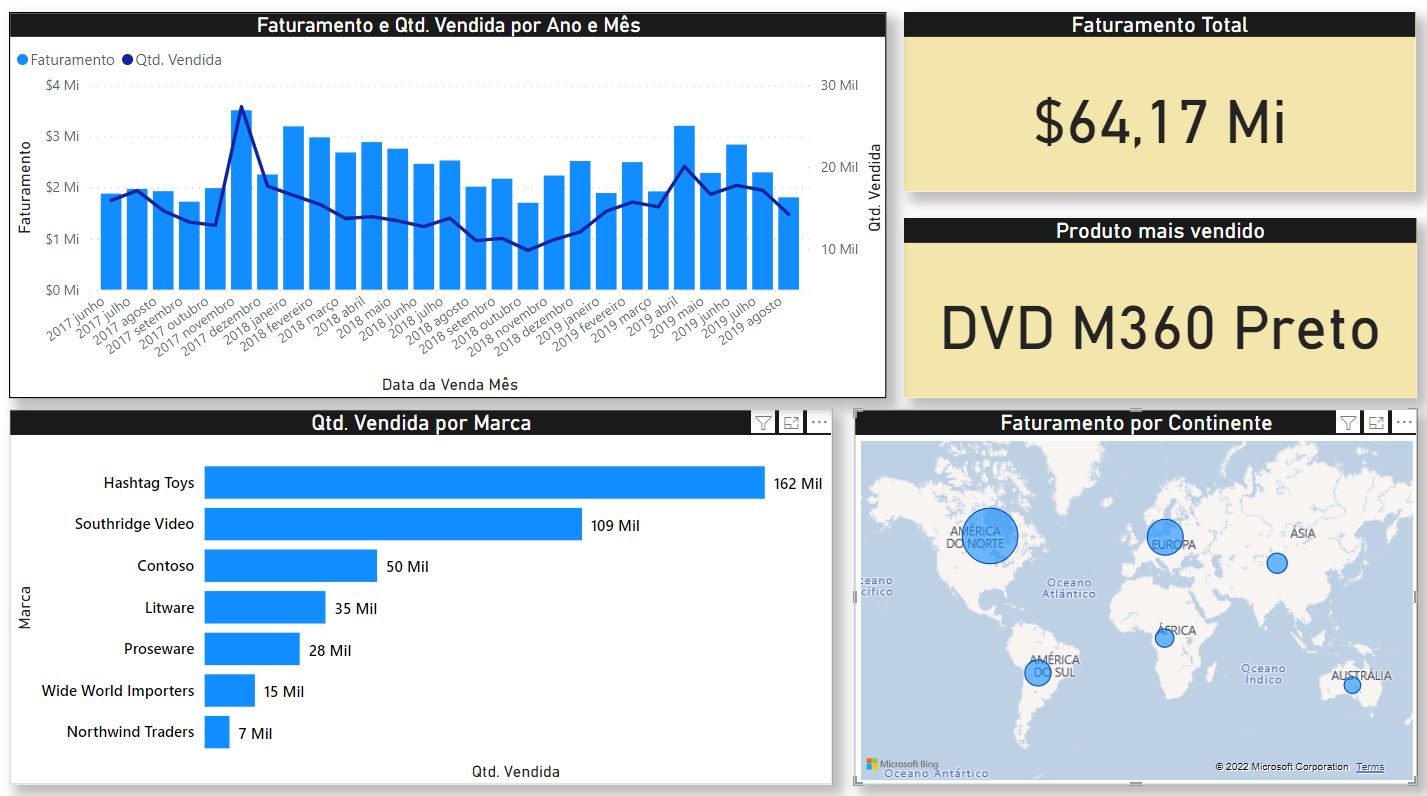 Faturamento e Qtd. Vendida por Ano e Mês
Faturamento Qtd. Vendida
Faturamento
$4 Mi
$3 Mi
$2 Mi
$1 Mi
$0 Mi
30 Mil
20 Mil
10 Mil
Qtd. Vendida
2017 junho
2017 julho
2017 agosto
2017 setembro
2017 outubro
2017 novembro
2017 dezembro
2018 janeiro
2018 fevereiro
2018 março
2018 abril
2018 maio
2018 junho
2018 julho
2018 agosto
2018 setembro
2018 outubro
2018 novembro
2018 dezembro
2019 janeiro
2019 fevereiro
2019 março
2019 abril
2019 maio
2019 junho
2019 julho
2019 agosto
Data da Venda Mês
Faturamento Total
$64,17 Mi
Produto mais vendido
DVD M360 Preto
Qtd. Vendida por Marca
Marca
Hashtag Toys 162 Mil
Southridge Video 109 Mil
Contoso 50 Mil
Litware 35 Mil
Proseware 28 Mil
Wide World Importers 15 Mil
Northwind Traders 7 Mil
Qtd. Vendida
Faturamento por Continente
AMÉRICA
DO NORTE
EUROPA
ÁSIA
ceano
cífico
Oceano
Atlântico
ÁFRICA
AMÉRICA
DO SUL
Oceano
Índico
AUSTRÁLIA
Microsoft Bing
Oceano Antártico
© 2022 Microsoft Corporation Terms